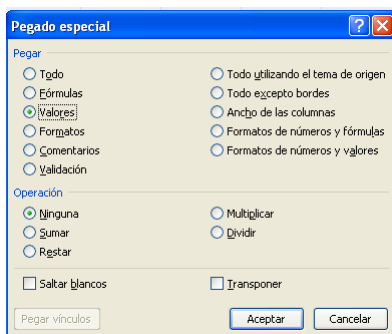 Pegado especial
Pegar
Todo
Todo utilizando el tema de origen
Fórmulas
Todo excepto bordes
Valores
Ancho de las columnas
Formatos
Formatos de números y fórmulas
Comentarios
Formatos de números y valores
Validación
Operación
Ninguna
Multiplicar
Sumar
Dividir
Restar
Saltar blancos
Transponer
Pegar vínculos
Aceptar
Cancelar